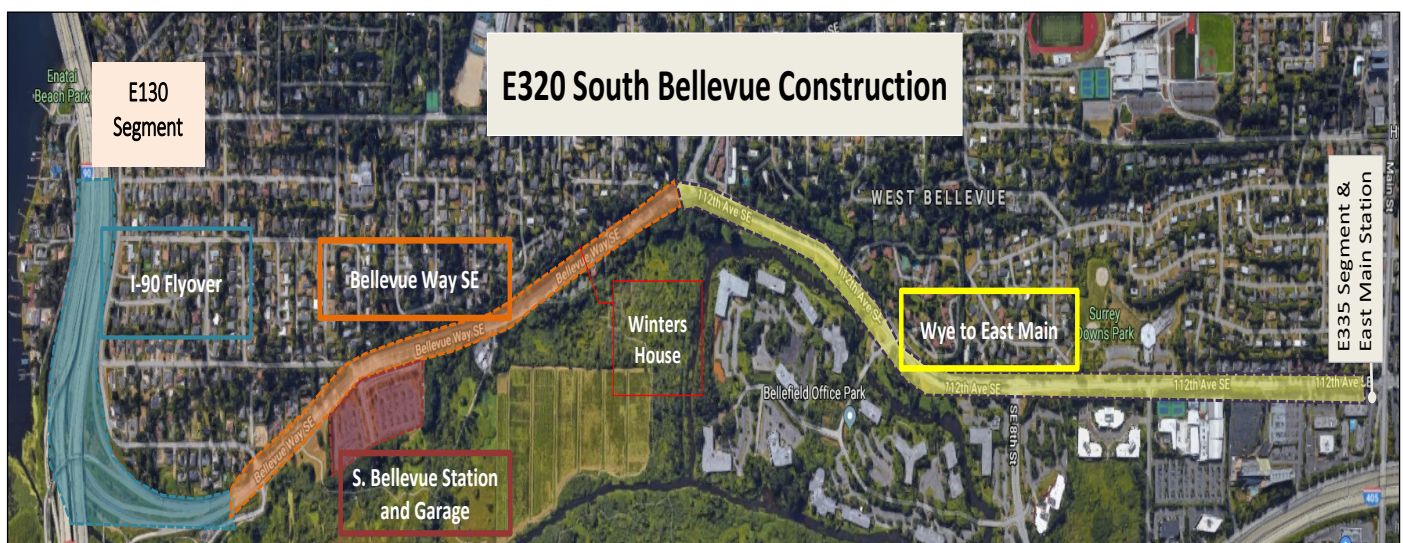 E320 South Bellevue Construction
E130
Segment
Enatai
Beach Park
90
I-90 Flyover
Bellevue Way SE
Bellevue Way SE
Bellevue Way SE
Bellevue Way SE
S. Bellevue Station
and Garage
Winters
House
112th Ave SE
112th Ave SE
WEST BELLEVUE
Wye to East Main
Surrey
Downs Park
Bellefield Office Park
112th Ave SE
SE 8th St
112th Ave SE
112th Ave SE
Main St
E335 Segment &
East Main Station
405